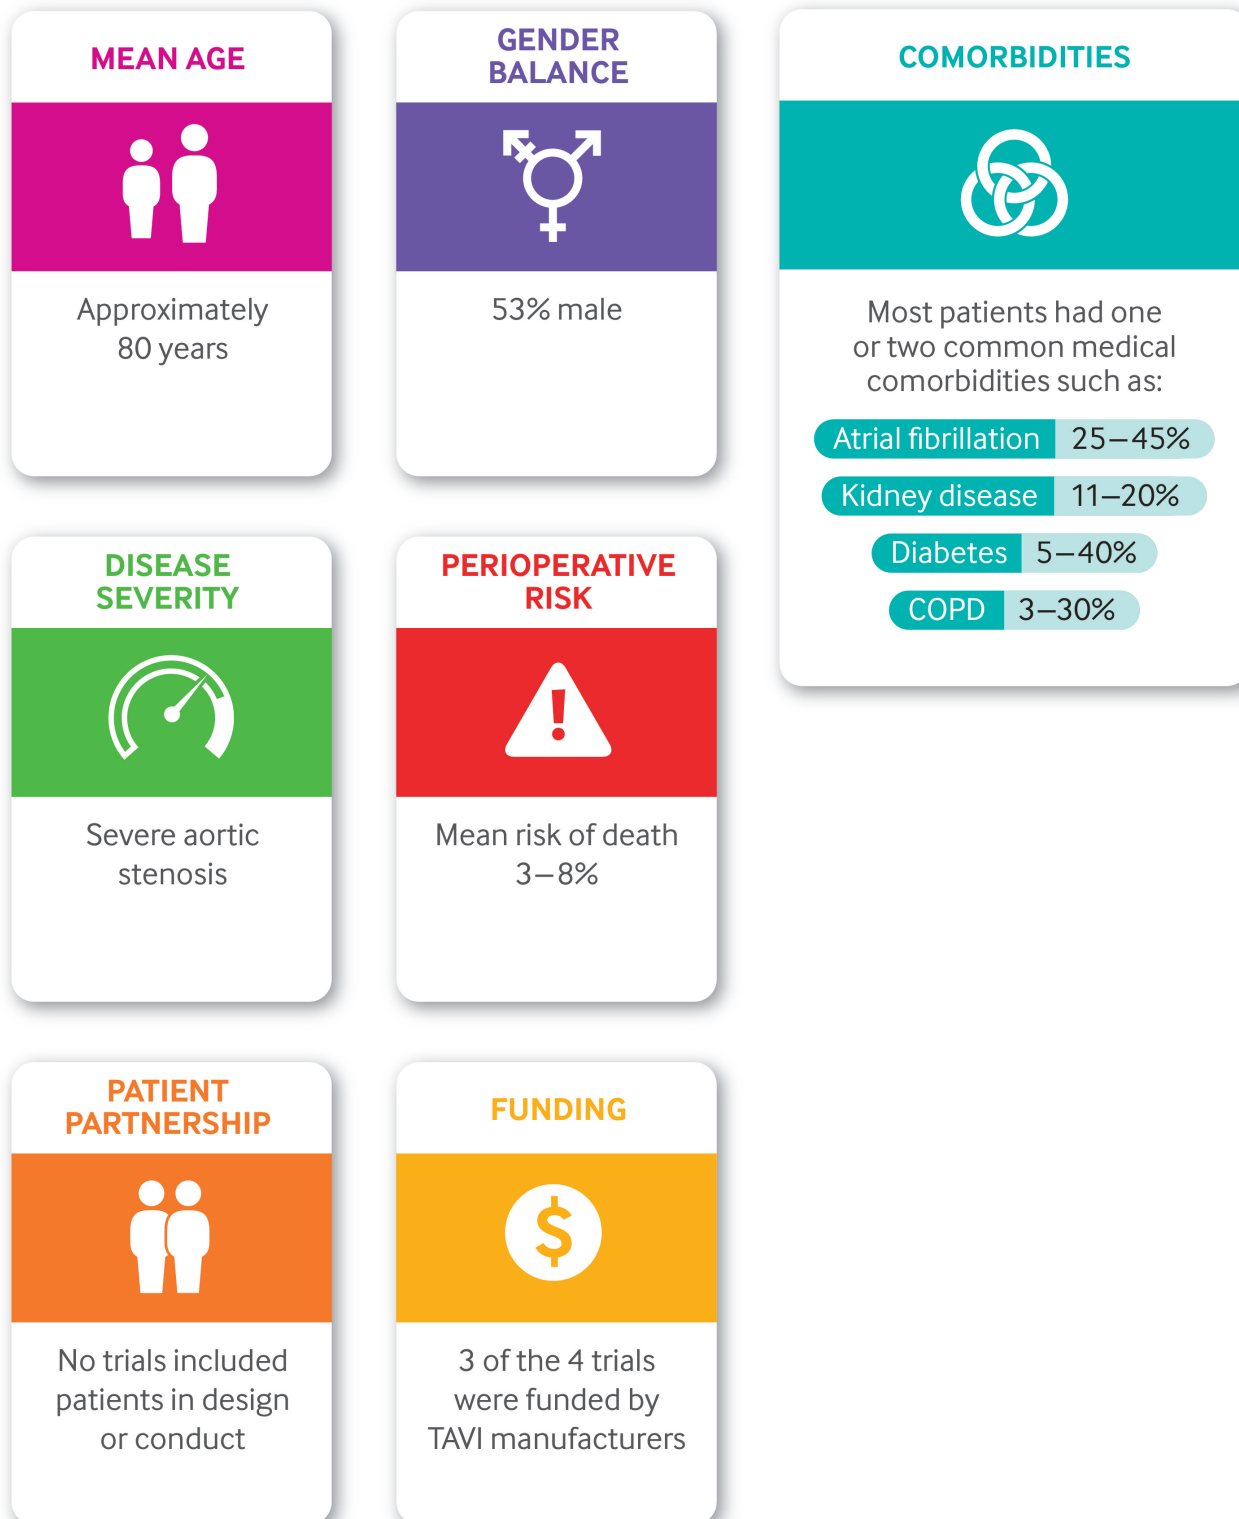 MEAN AGE
Approximately
80 years
GENDER
BALANCE
53% male
COMORBIDITIES
Most patients had one
or two common medical
comorbidities such as:
Atrial fibrillation 25–45%
Kidney disease 11–20%
Diabetes 5–40%
COPD 3–30%
DISEASE
SEVERITY
Severe aortic
stenosis
PERIOPERATIVE
RISK
!
Mean risk of death
3–8%
PATIENT
PARTNERSHIP
No trials included
patients in design
or conduct
FUNDING
$
3 of the 4 trials
were funded by
TAVI manufacturers